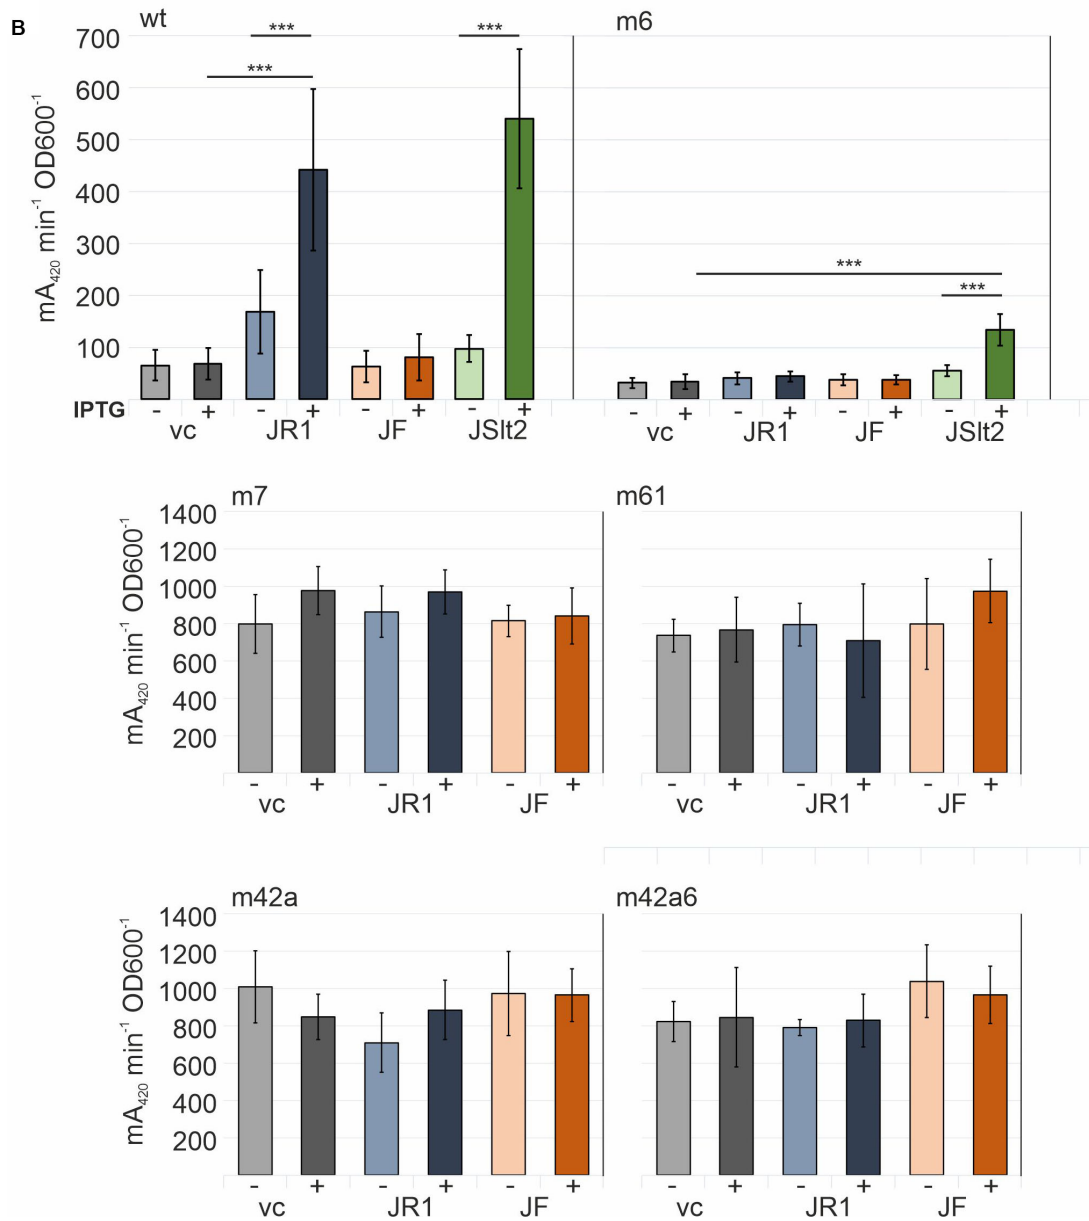 B
wt
m6
700
600
500
400
300
200
100
mA420 min-1 OD600-1
***
***
***
***
***
IPTG - + - + - + - +
vc JR1 JF JSlt2
- + - + - + - +
vc JR1 JF JSlt2
m7
m61
1400
1200
1000
800
600
400
200
mA420 min-1 OD600-1
- + - + - +
vc JR1 JF
- + - + - +
vc JR1 JF
m42a
m42a6
1400
1200
1000
800
600
400
200
mA420 min-1 OD600-1
- + - + - +
vc JR1 JF
- + - + - +
vc JR1 JF